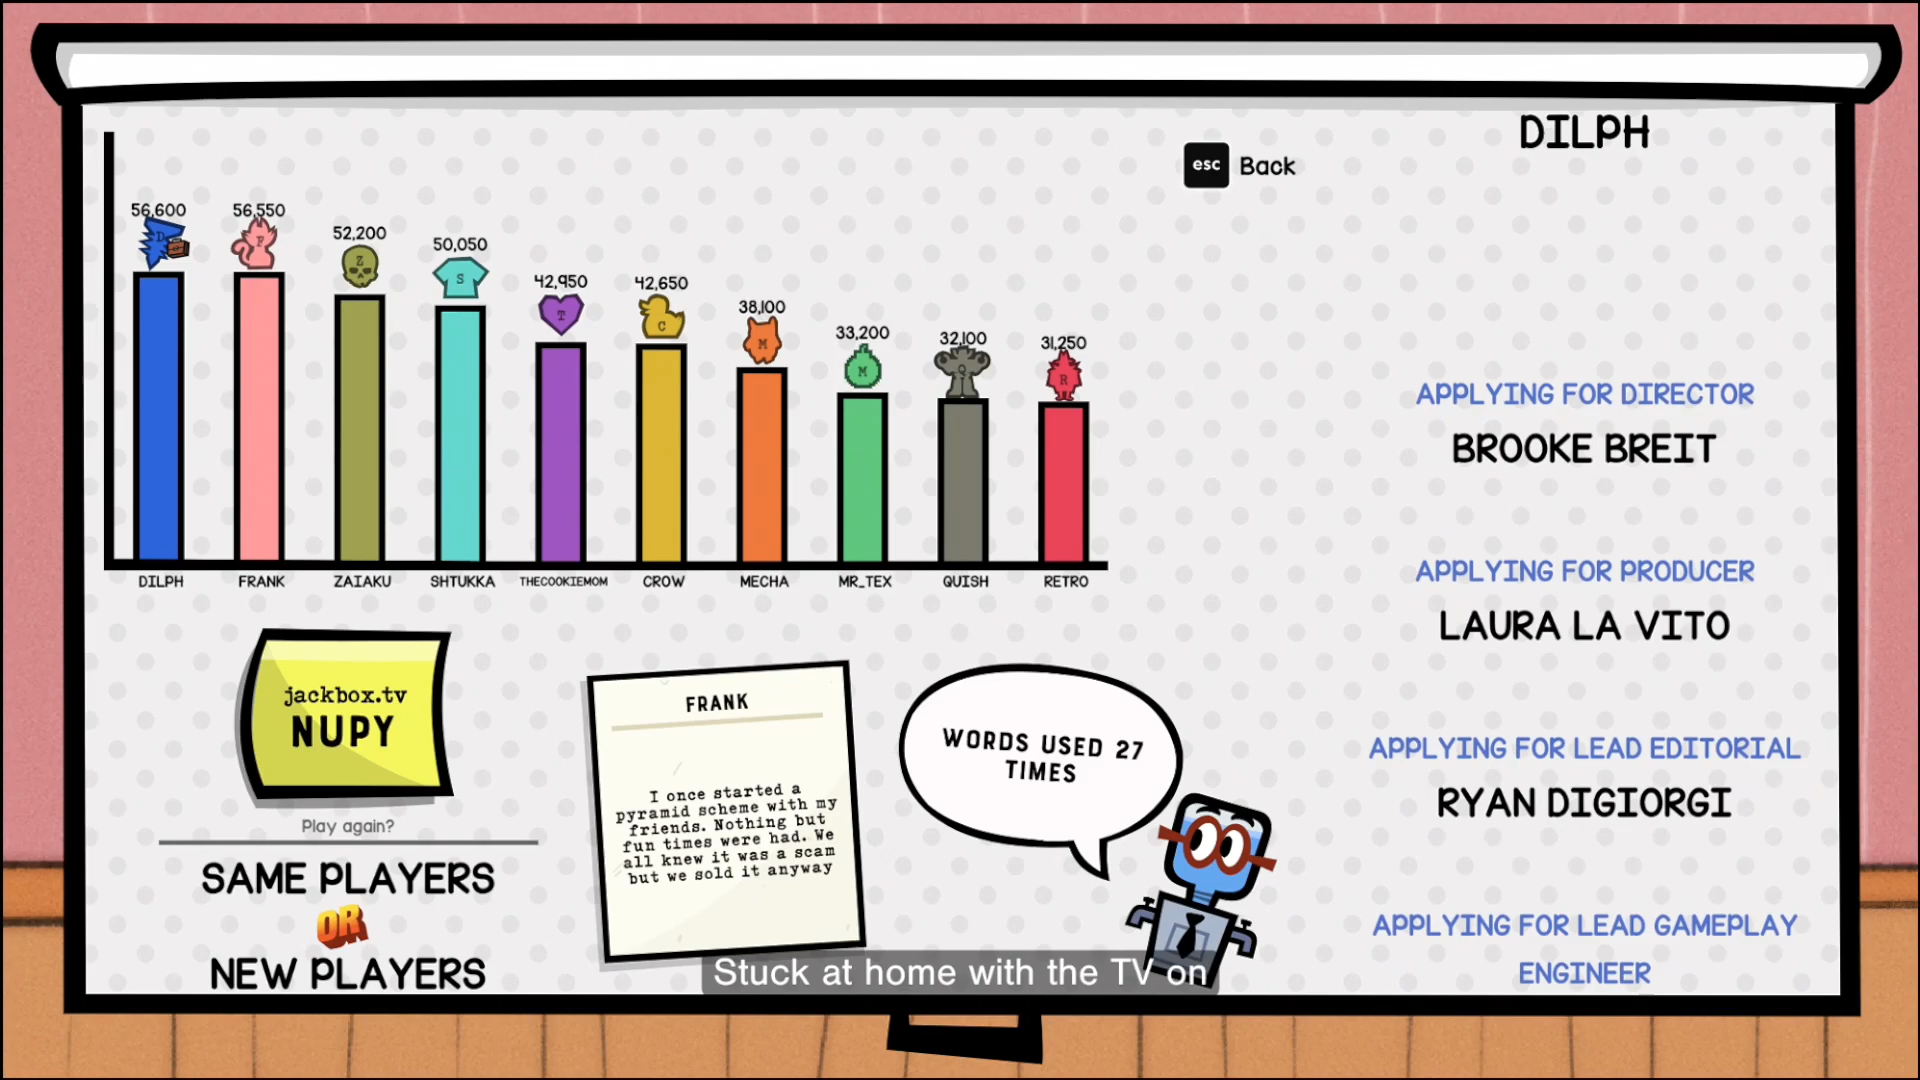 DILPH
esc Back
56,600
56,550
52,200
50,050
42,950
42,650
38,100
33,200
32,100
31,250
D
F
Z
S
T
C
M
M
Q
R
DILPH
FRANK
ZAIAKU
SHTUKKA
THECOOKIEMOM
CROW
MECHA
MR_TEX
QUISH
RETRO
jackbox.tv
NUPY
Play again?
SAME PLAYERS
OR
NEW PLAYERS
FRANK
I once started a
pyramid scheme with my
friends. Nothing but
fun times were had. We
all knew it was a scam
but we sold it anyway
WORDS USED 27
TIMES
Stuck at home with the TV on
APPLYING FOR DIRECTOR
BROOKE BREIT
APPLYING FOR PRODUCER
LAURA LA VITO
APPLYING FOR LEAD EDITORIAL
RYAN DIGIORGI
APPLYING FOR LEAD GAMEPLAY
ENGINEER